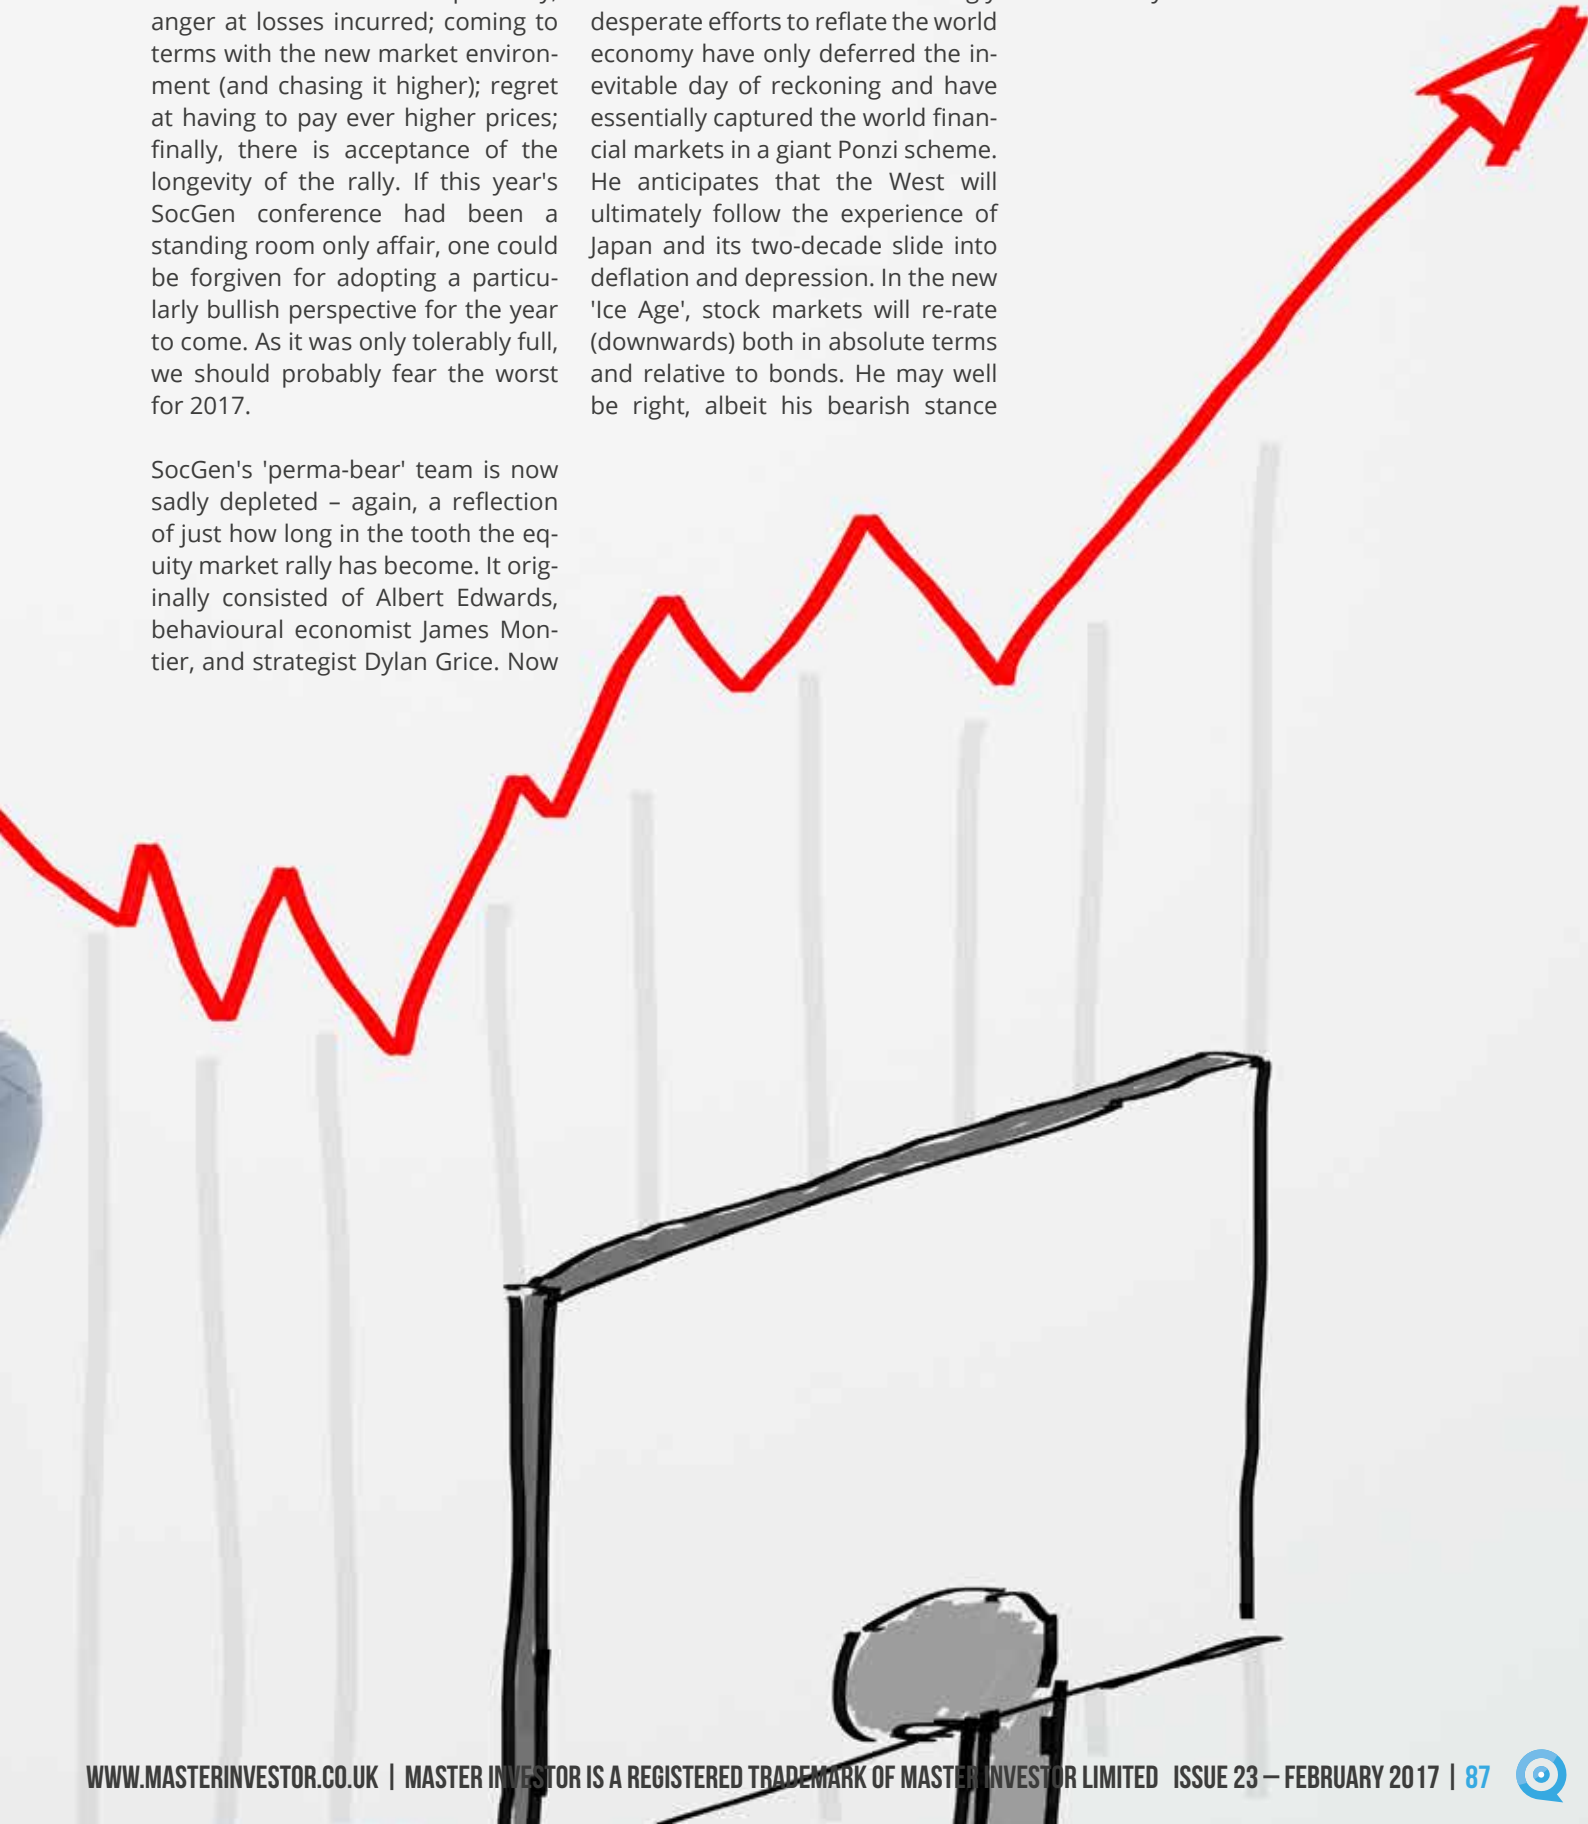 anger at losses incurred; coming to
terms with the new market environ-
ment (and chasing it higher); regret
at having to pay ever higher prices;
finally, there is acceptance of the
longevity of the rally. If this year's
SocGen conference had been a
standing room only affair, one could
be forgiven for adopting a particu-
larly bullish perspective for the year
to come. As it was only tolerably full,
we should probably fear the worst
for 2017.
SocGen's 'perma-bear' team is now
sadly depleted – again, a reflection
of just how long in the tooth the eq-
uity market rally has become. It orig-
inally consisted of Albert Edwards,
behavioural economist James Mon-
tier, and strategist Dylan Grice. Now
desperate efforts to reflate the world
economy have only deferred the in-
evitable day of reckoning and have
essentially captured the world finan-
cial markets in a giant Ponzi scheme.
He anticipates that the West will
ultimately follow the experience of
Japan and its two-decade slide into
deflation and depression. In the new
'Ice Age', stock markets will re-rate
(downwards) both in absolute terms
and relative to bonds. He may well
be right, albeit his bearish stance
WWW.MASTERINVESTOR.CO.UK | MASTER INVESTOR IS A REGISTERED TRADEMARK OF MASTER INVESTOR LIMITED ISSUE 23 – FEBRUARY 2017 | 87